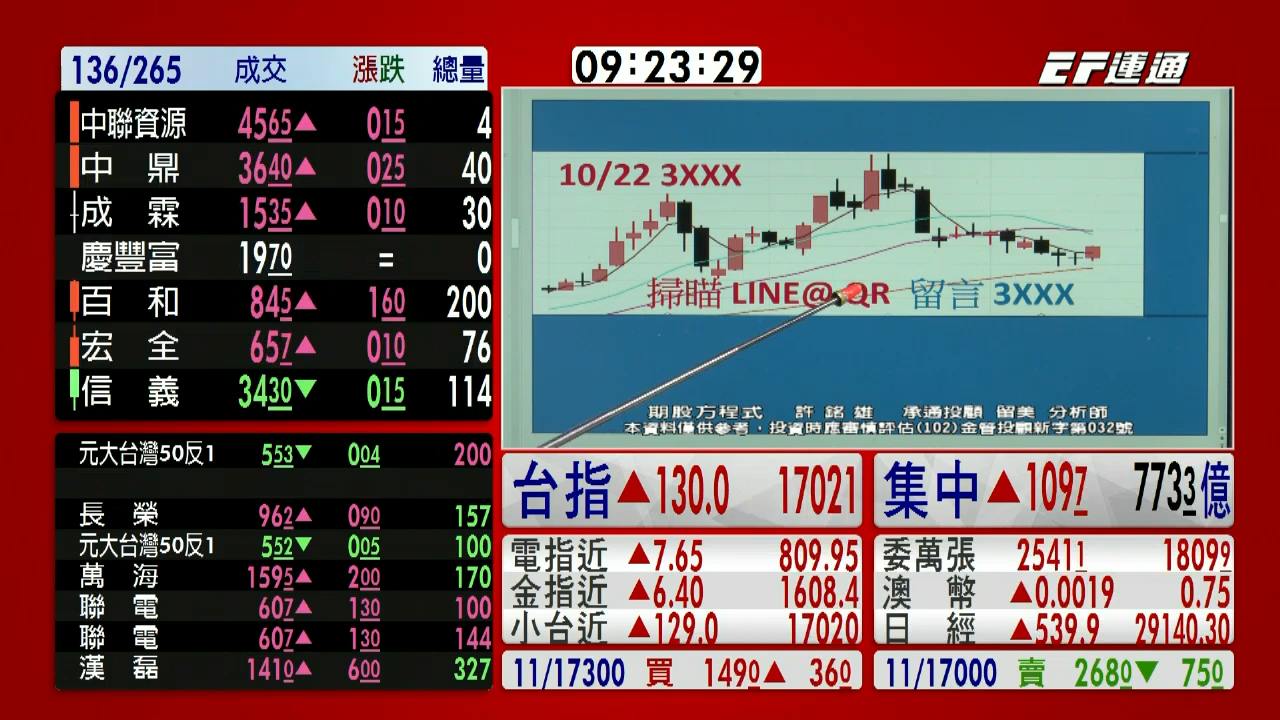 136/265 成交 漲跌 總量
09:23:29
EF運通
中聯資源 4565▲ 015 4
中鼎 3640▲ 025 40
成霖 1535▲ 010 30
慶豐富 1970 = 0
百和 845▲ 160 200
宏全 657▲ 010 76
信義 3430▼ 015 114
10/22 3XXX
掃瞄 LINE@ QR 留言 3XXX
期股方程式 許銘雄 承通投顧 留美 分析師
本資料僅供參考，投資時應審慎評估(102)金管投顧新字第032號
元大台灣50反1 553▼ 004 200
長榮 962▲ 090 157
元大台灣50反1 552▼ 005 100
萬海 1595▲ 200 170
聯電 607▲ 130 100
聯電 607▲ 130 144
漢磊 1410▲ 600 327
台指▲130.0 17021
集中▲1097 7733億
電指近 ▲7.65 809.95
金指近 ▲6.40 1608.4
小台近 ▲129.0 17020
委萬張 25411 18099
澳幣 ▲0.0019 0.75
日經 ▲539.9 29140.30
11/17300 買 1490▲ 360
11/17000 賣 2680▼ 750